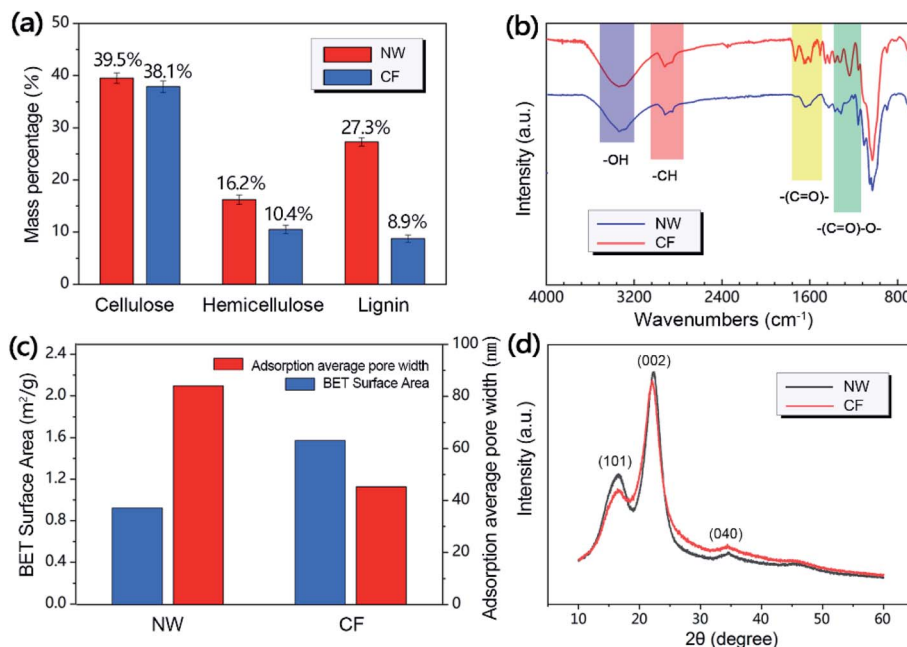 (a)
50
40
30
20
10
0
Mass percentage (%)
NW
CF
39.5%
38.1%
16.2%
10.4%
27.3%
8.9%
Cellulose Hemicellulose Lignin
(b)
Intensity (a.u.)
-OH
-CH
-(C=O)-
-(C=O)-O-
NW
CF
4000 3200 2400 1600 800
Wavenumbers (cm⁻¹)
(c)
2.4
2.0
1.6
1.2
0.8
0.4
0.0
BET Surface Area (m²/g)
Adsorption average pore width
BET Surface Area
100
80
60
40
20
0
Adsorption average pore width (nm)
NW CF
(d)
Intensity (a.u.)
(002)
(101)
(040)
NW
CF
10 20 30 40 50 60
2θ (degree)